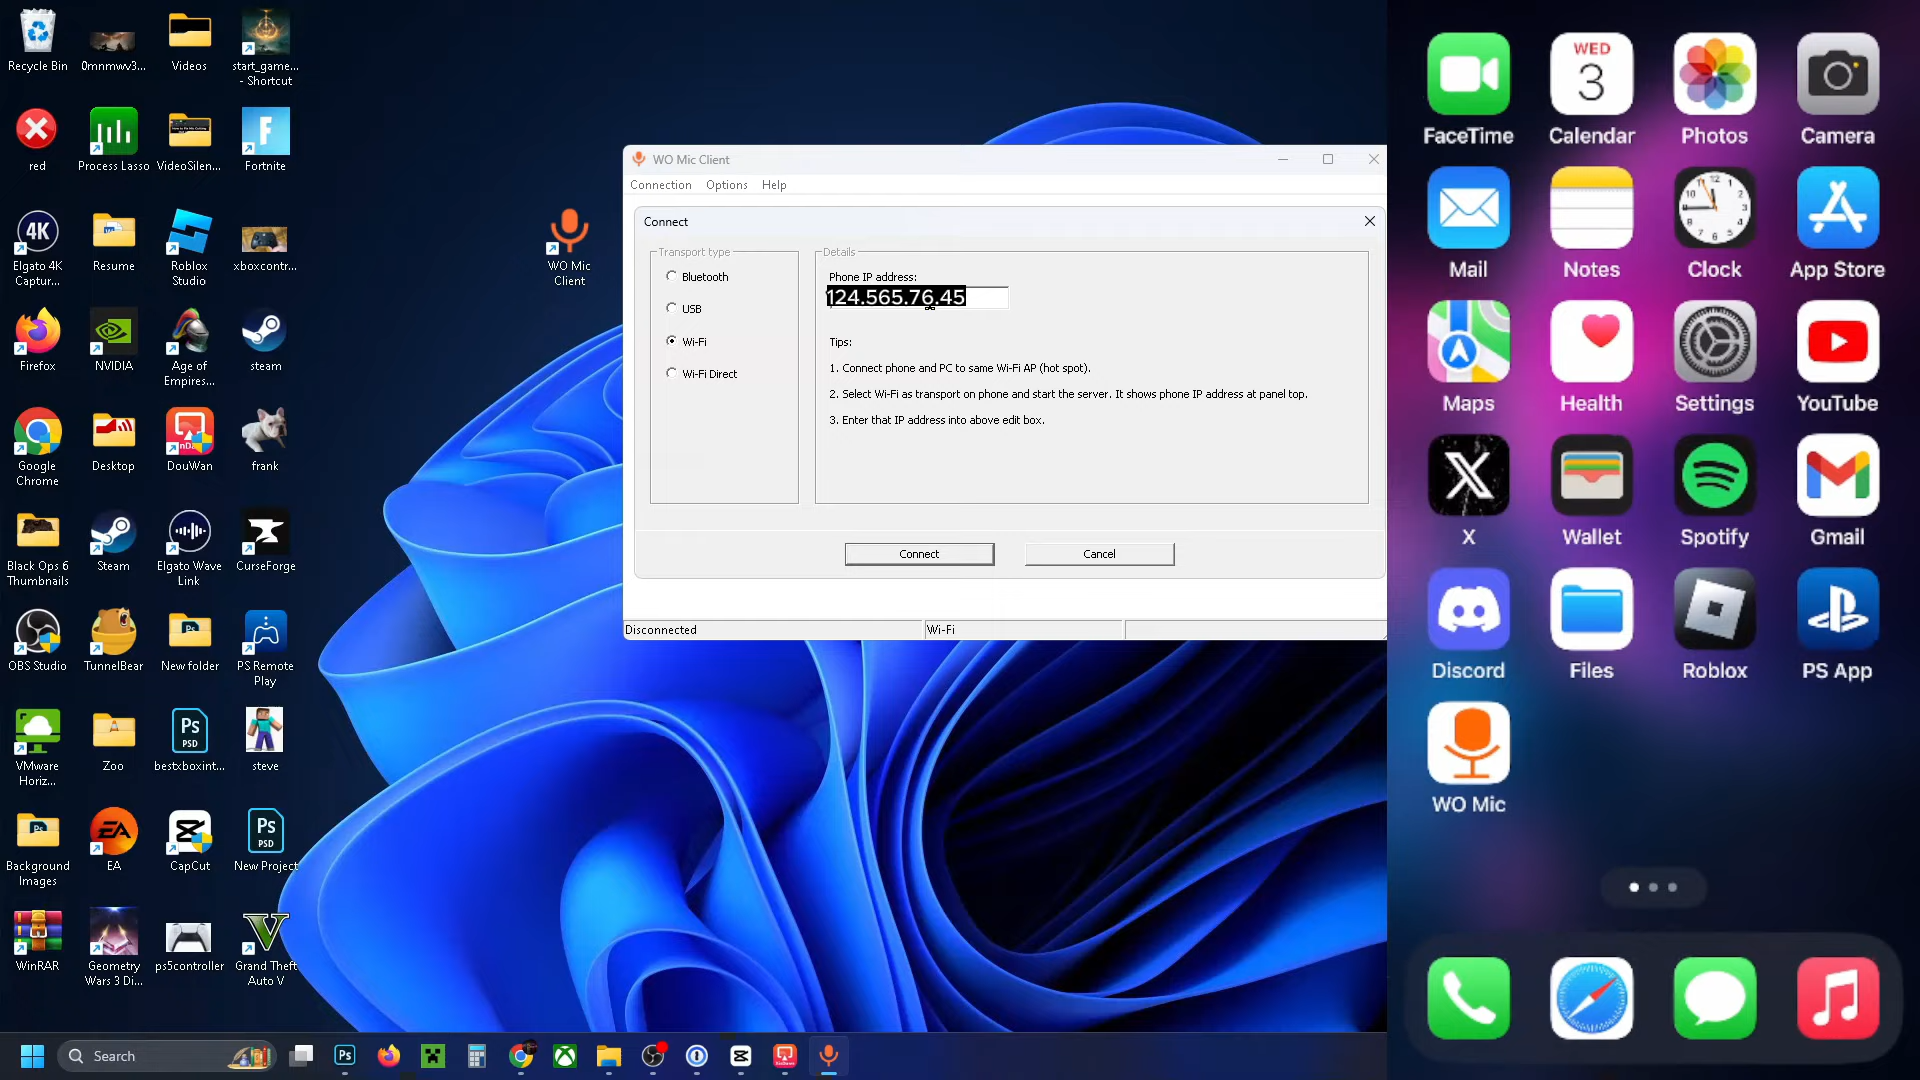 Recycle Bin
0mnmwv3...
Videos
start_game...
- Shortcut
red
Process Lasso
VideoSilen...
Fortnite
F
4K
Elgato 4K
Captur...
Resume
Roblox
Studio
xboxcontr...
Firefox
NVIDIA
Age of
Empires...
steam
Google
Chrome
Desktop
DouWan
frank
Black Ops 6
Thumbnails
Steam
Elgato Wave
Link
CurseForge
OBS Studio
TunnelBear
New folder
PS Remote
Play
VMware
Horiz...
Zoo
Ps
PSD
bestxboxint...
steve
Background
Images
EA
EA
CapCut
Ps
PSD
New Project
WinRAR
Geometry
Wars 3 Di...
ps5controller
V
Grand Theft
Auto V
WO Mic
Client
WO Mic Client
Connection Options Help
Connect
Transport type
Bluetooth
USB
Wi-Fi
Wi-Fi Direct
Details
Phone IP address:
124.565.76.45
Tips:
1. Connect phone and PC to same Wi-Fi AP (hot spot).
2. Select Wi-Fi as transport on phone and start the server. It shows phone IP address at panel top.
3. Enter that IP address into above edit box.
Connect
Cancel
Disconnected
Wi-Fi
Search
Ps
WED
3
FaceTime
Calendar
Photos
Camera
Mail
Notes
Clock
App Store
Maps
Health
Settings
YouTube
X
Wallet
Spotify
Gmail
Discord
Files
Roblox
PS App
WO Mic